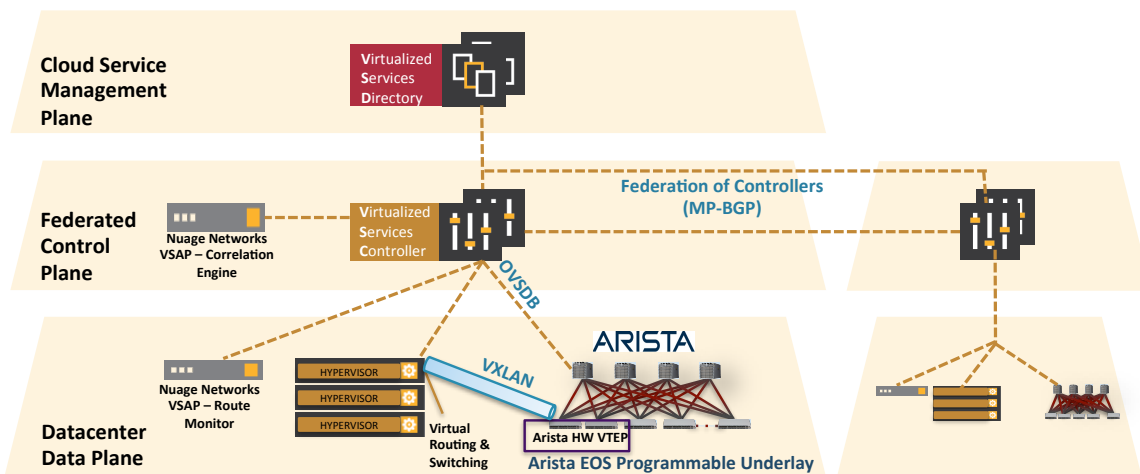 Cloud Service
Management
Plane
Virtualized
Services
Directory
Federated
Control
Plane
Nuage Networks
VSAP – Correlation
Engine
Virtualized
Services
Controller
Federation of Controllers
(MP-BGP)
OVSDB
Datacenter
Data Plane
Nuage Networks
VSAP – Route
Monitor
HYPERVISOR
HYPERVISOR
HYPERVISOR
Virtual
Routing &
Switching
VXLAN
ARISTA
Arista HW VTEP
Arista EOS Programmable Underlay